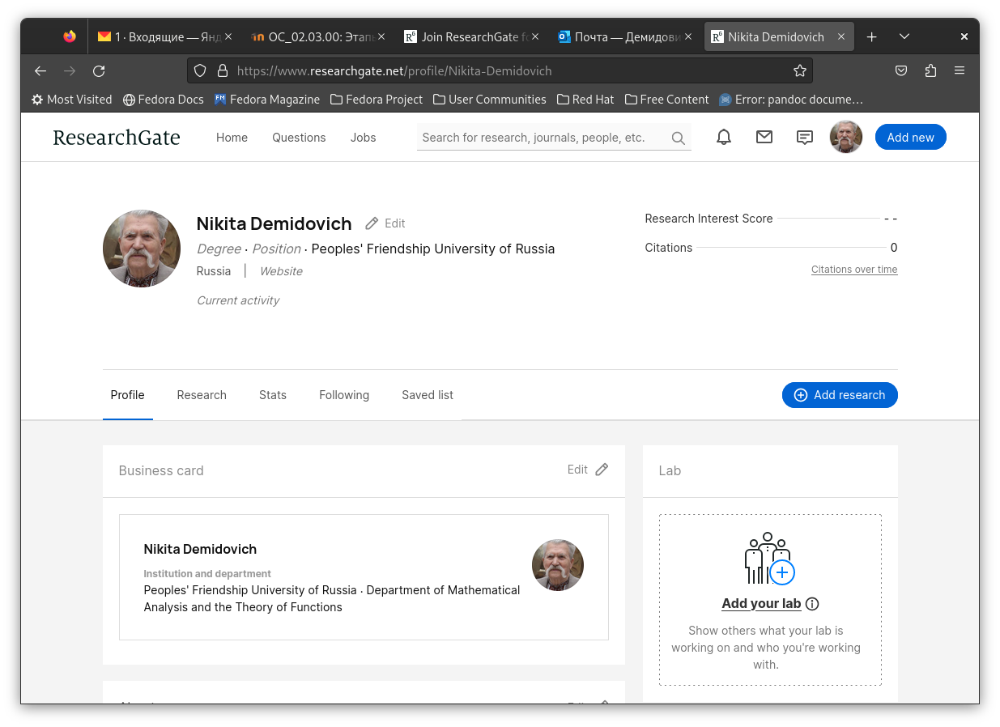 1 · Входящие — Янд
ОС_02.03.00: Этап
Join ResearchGate fo
Почта — Демидови
Nikita Demidovich
https://www.researchgate.net/profile/Nikita-Demidovich
Most Visited Fedora Docs Fedora Magazine Fedora Project User Communities Red Hat Free Content Error: pandoc docume…
ResearchGate Home Questions Jobs Search for research, journals, people, etc. Add new
Nikita Demidovich Edit
Degree · Position · Peoples' Friendship University of Russia
Russia | Website
Current activity
Research Interest Score - -
Citations 0
Citations over time
Profile Research Stats Following Saved list Add research
Business card Edit
Nikita Demidovich
Institution and department
Peoples' Friendship University of Russia · Department of Mathematical
Analysis and the Theory of Functions
Lab
Add your lab
Show others what your lab is
working on and who you're working
with.